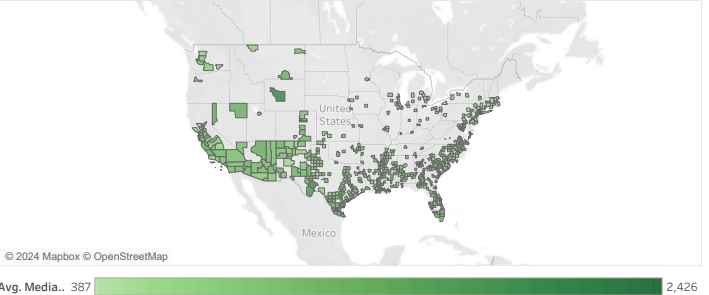 United
States
Mexico
© 2024 Mapbox © OpenStreetMap
Avg. Media.. 387 2,426